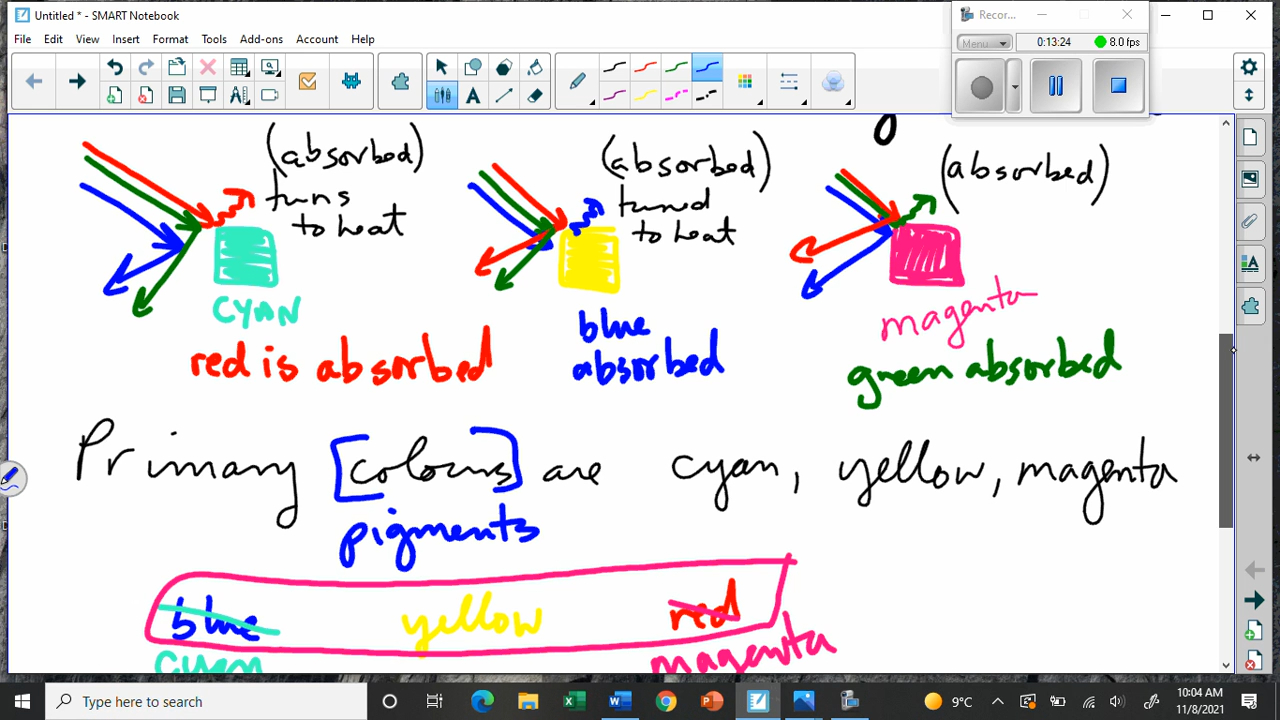 Untitled * - SMART Notebook
File Edit View Insert Format Tools Add-ons Account Help
Recor...
Menu
0:13:24
8.0 fps
(absorbed)
turns
to heat
(absorbed)
turned
to heat
(absorbed)
CYAN
magenta
red is absorbed
blue
absorbed
green absorbed
Primary [colours] are cyan, yellow, magenta
pigments
blue yellow red
cyan magenta
Type here to search
9°C
10:04 AM
11/8/2021